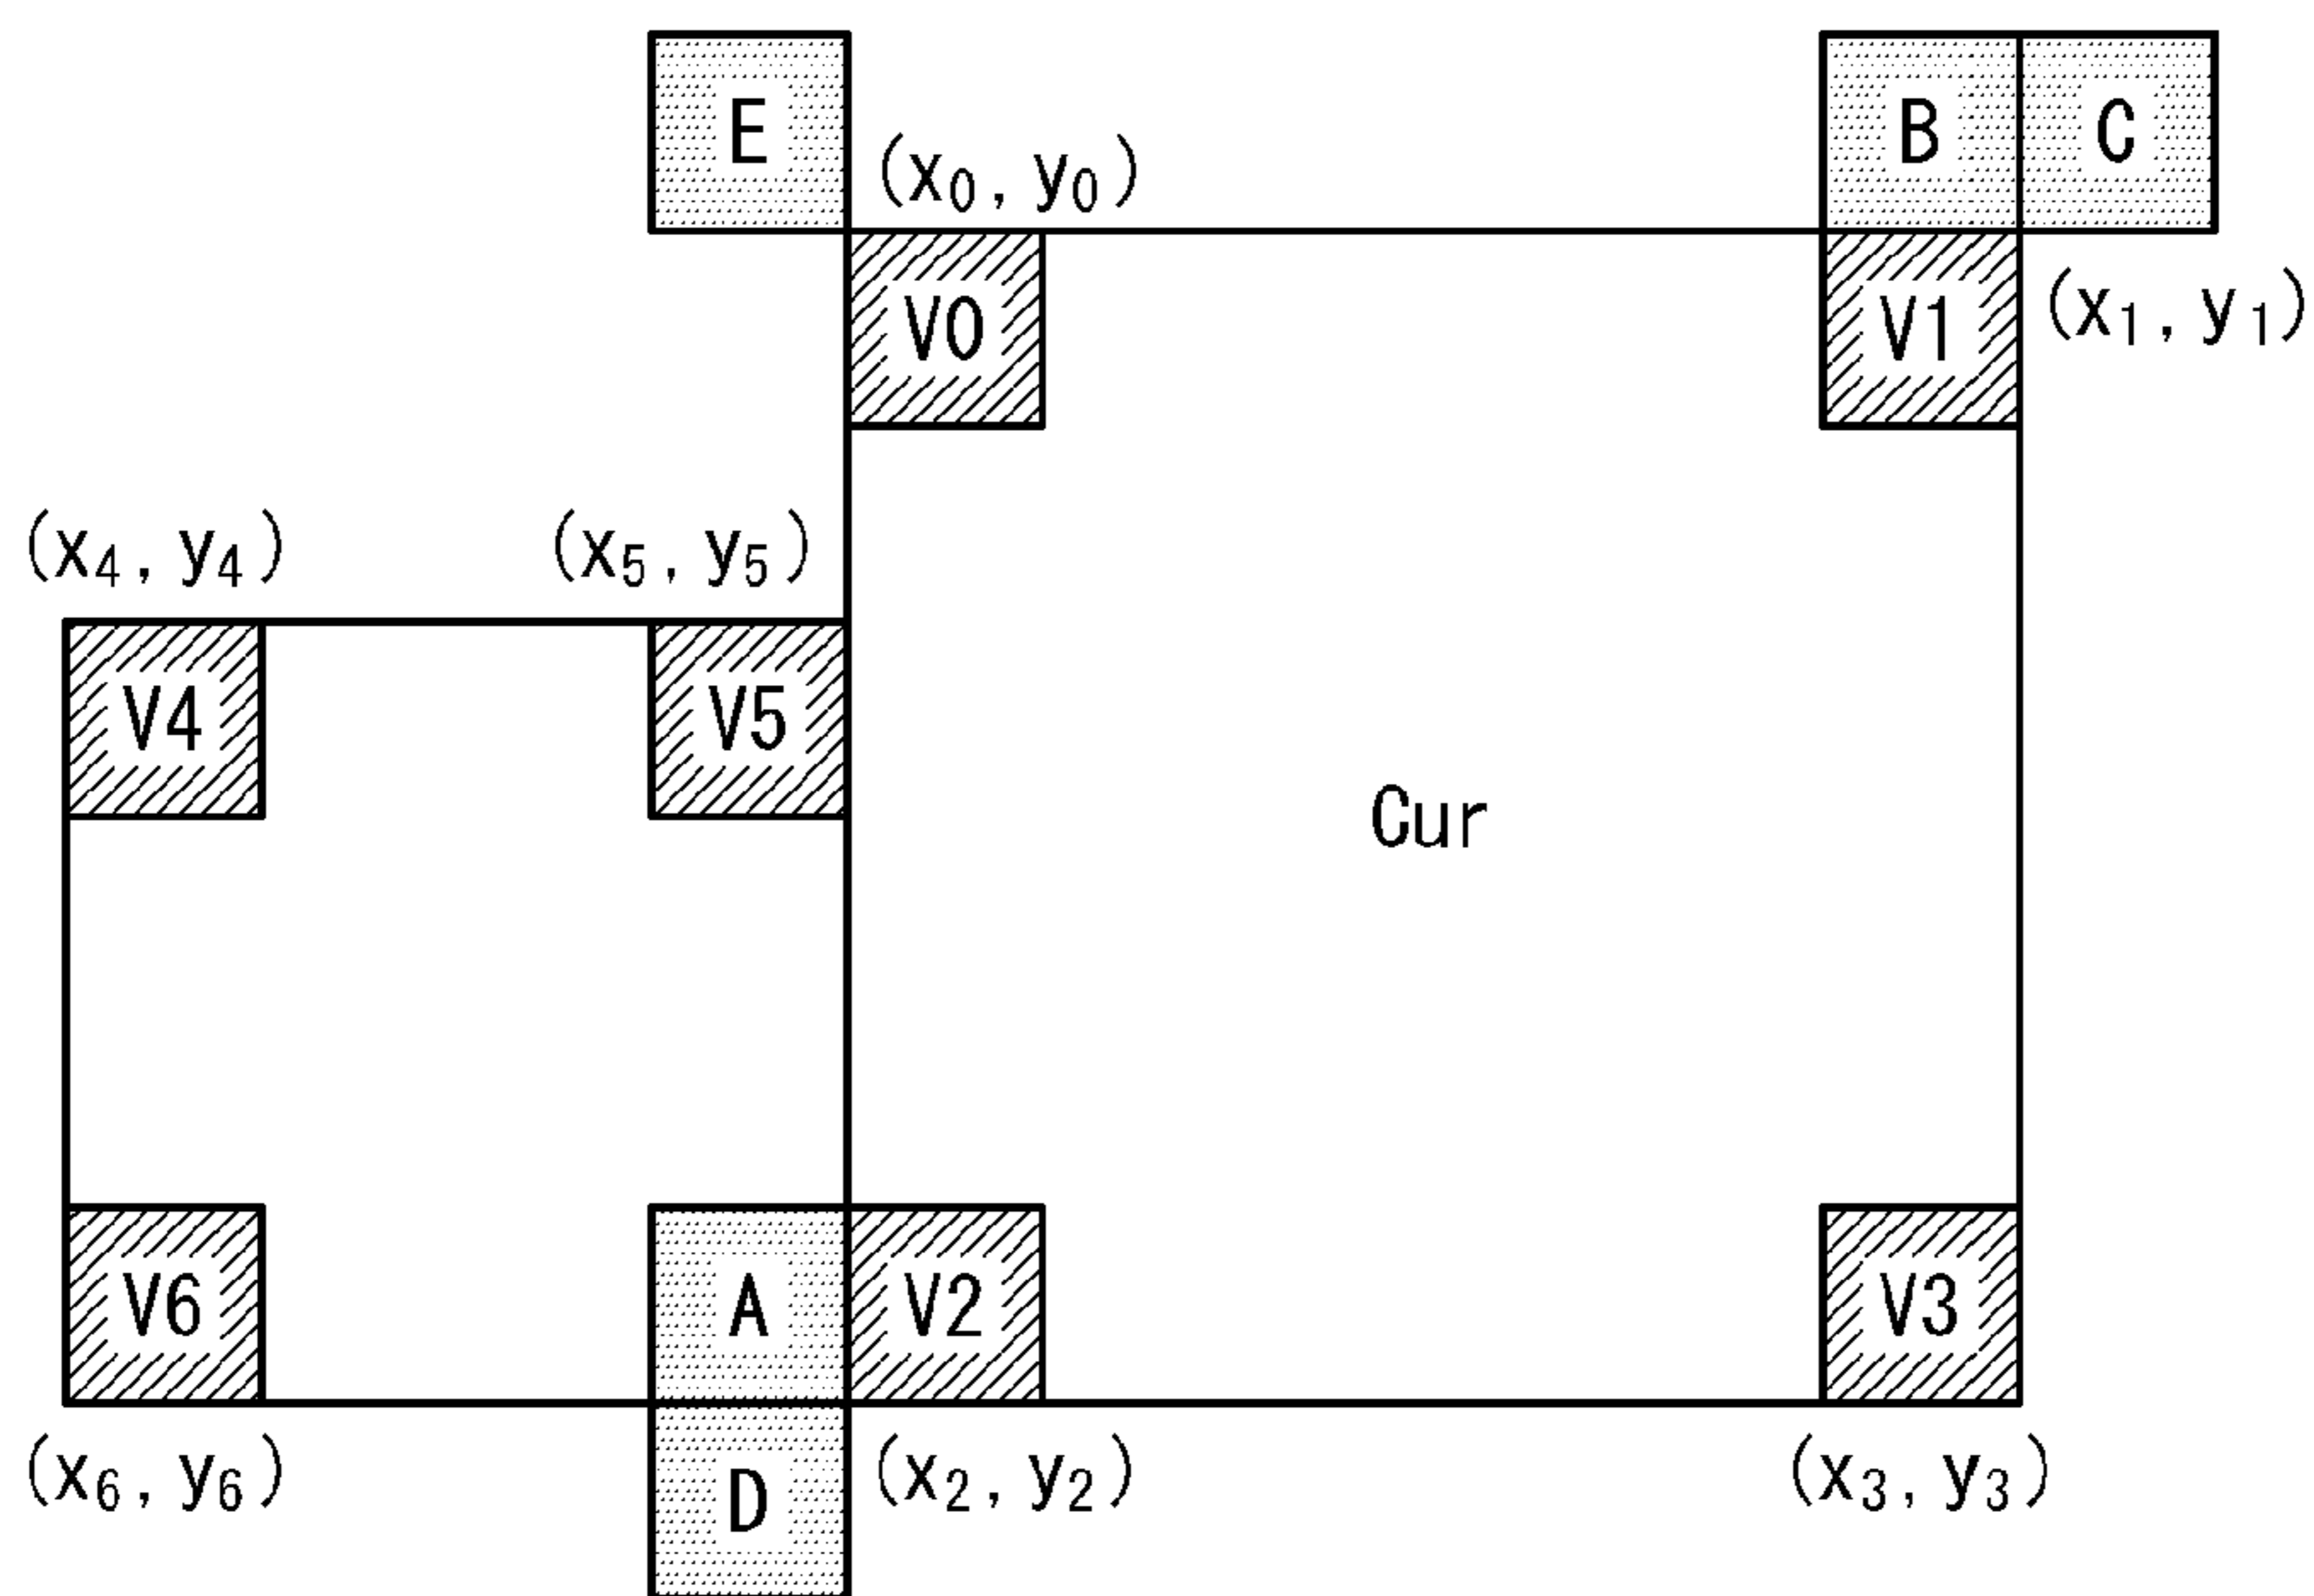 E
B
C
(x0, y0)
V0
V1
(x1, y1)
(x4, y4)
(x5, y5)
V4
V5
Cur
V6
A
V2
V3
(x6, y6)
D
(x2, y2)
(x3, y3)